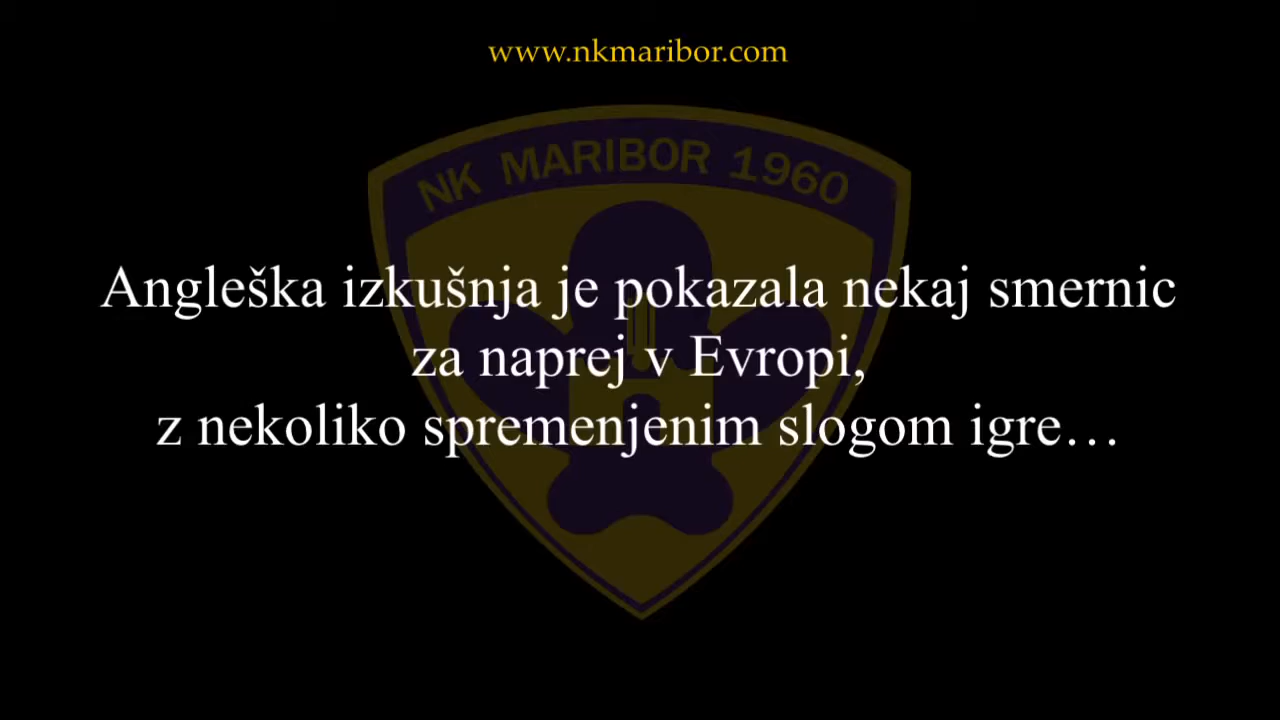 www.nkmaribor.com
NK MARIBOR 1960
Angleška izkušnja je pokazala nekaj smernic
za naprej v Evropi,
z nekoliko spremenjenim slogom igre…